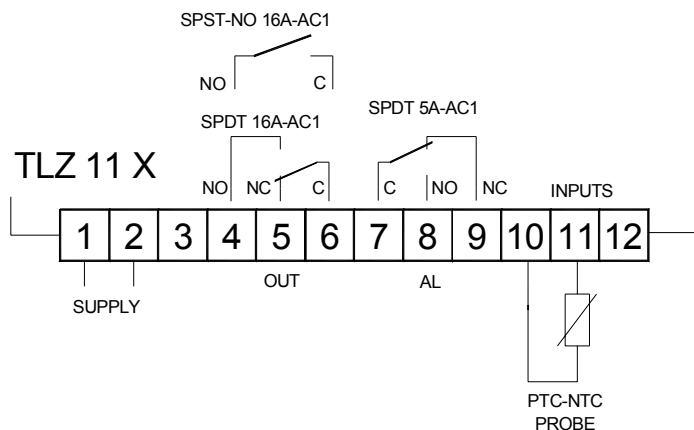 SPST-NO 16A-AC1
NO C
SPDT 16A-AC1 SPDT 5A-AC1
TLZ 11 X
NO NC C C NO NC INPUTS
1 2 3 4 5 6 7 8 9 10 11 12
SUPPLY OUT AL
PTC-NTC
PROBE